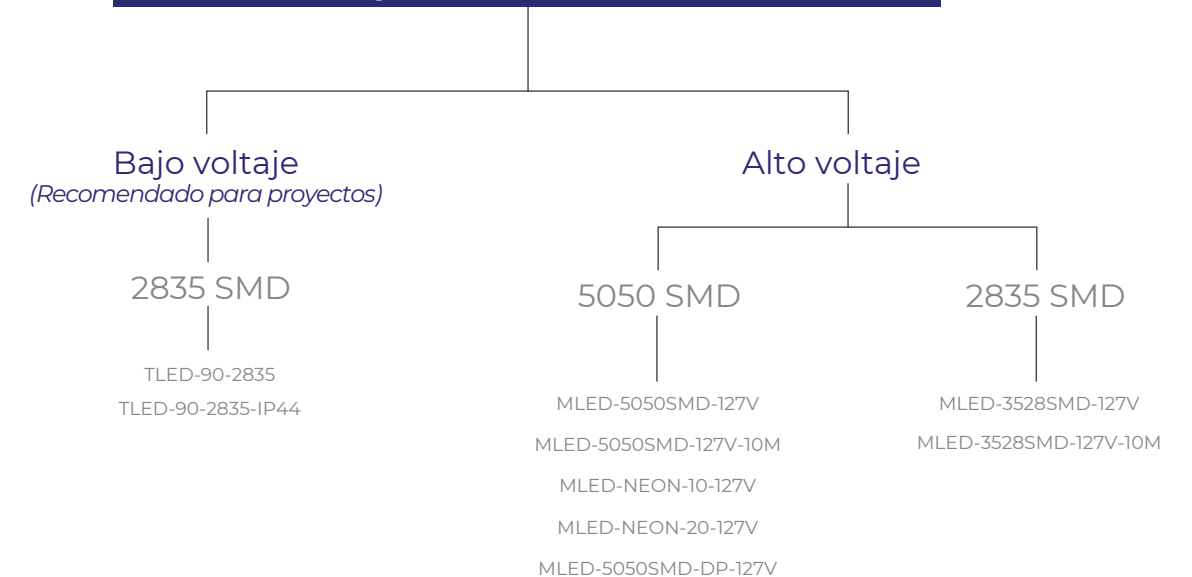 Bajo voltaje
(Recomendado para proyectos)
Alto voltaje
2835 SMD
5050 SMD
2835 SMD
TLED-90-2835
TLED-90-2835-IP44
MLED-5050SMD-127V
MLED-5050SMD-127V-10M
MLED-NEON-10-127V
MLED-NEON-20-127V
MLED-5050SMD-DP-127V
MLED-3528SMD-127V
MLED-3528SMD-127V-10M